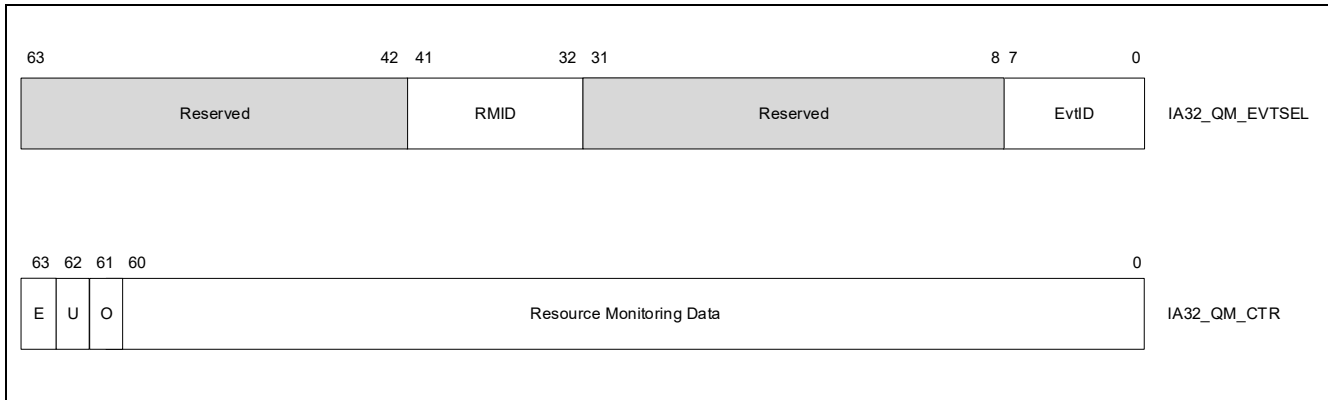 63 42 41 32 31 8 7 0
Reserved RMID Reserved EvtID IA32_QM_EVTSEL
63 62 61 60 0
E U O Resource Monitoring Data IA32_QM_CTR